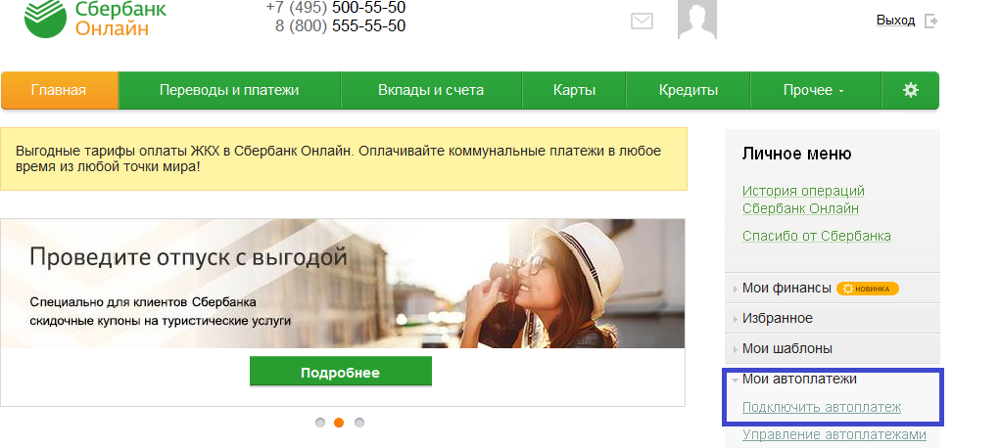 Сбербанк
Онлайн
+7 (495) 500-55-50
8 (800) 555-55-50
Выход
Главная
Переводы и платежи
Вклады и счета
Карты
Кредиты
Прочее
Выгодные тарифы оплаты ЖКХ в Сбербанк Онлайн. Оплачивайте коммунальные платежи в любое
время из любой точки мира!
Проведите отпуск с выгодой
Специально для клиентов Сбербанка
скидочные купоны на туристические услуги
Подробнее
Личное меню
История операций
Сбербанк Онлайн
Спасибо от Сбербанка
Мои финансы НОВИНКА
Избранное
Мои шаблоны
Мои автоплатежи
Подключить автоплатеж
Управление автоплатежами